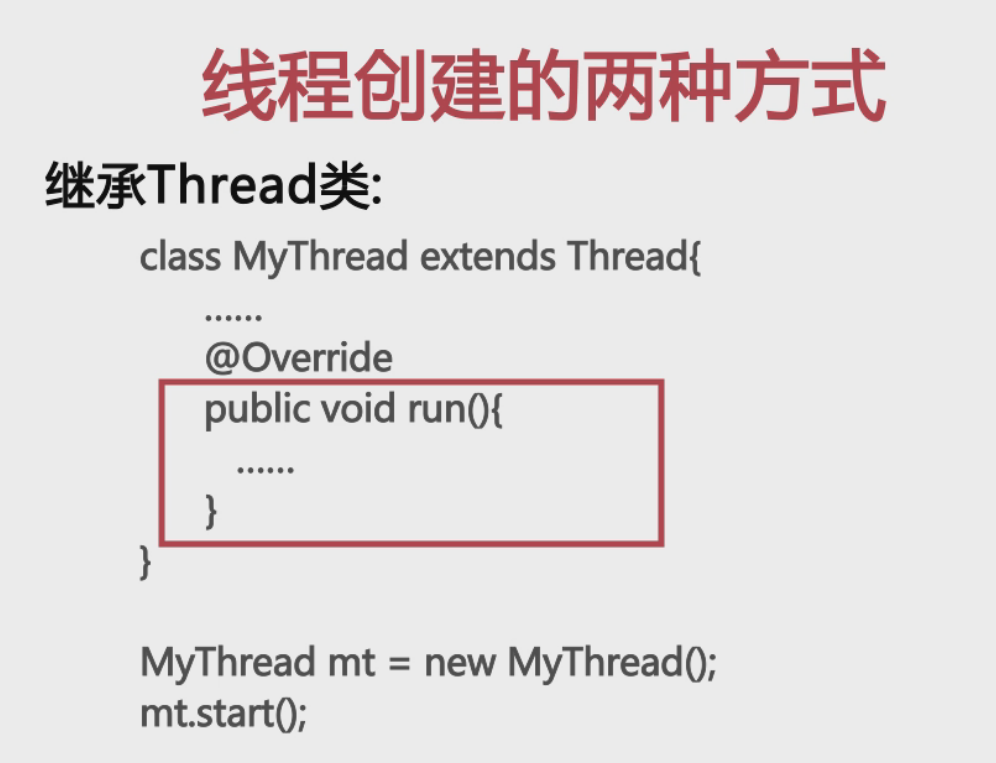 线程创建的两种方式
继承Thread类:
class MyThread extends Thread{
......
@Override
public void run(){
......
}
}
MyThread mt = new MyThread();
mt.start();